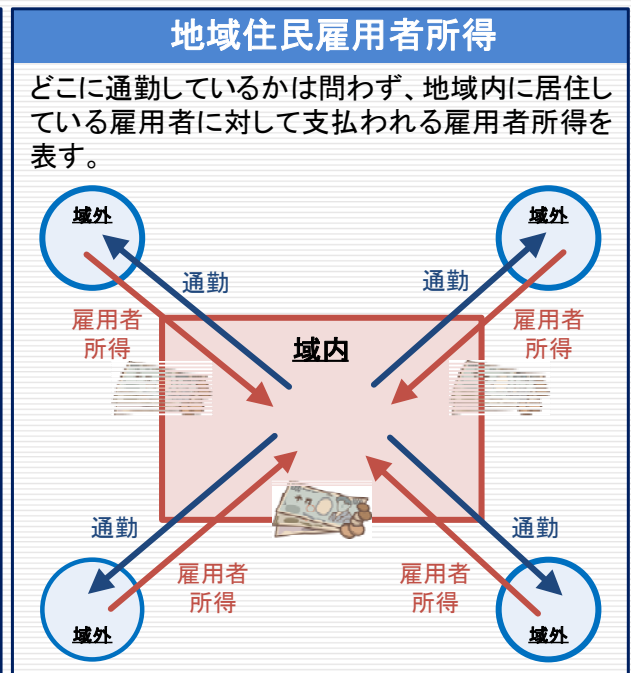 地域住民雇用者所得
どこに通勤しているかは問わず、地域内に居住し
ている雇用者に対して支払われる雇用者所得を
表す。
域外
域外
通勤
通勤
雇用者
所得
雇用者
所得
域内
通勤
通勤
雇用者
所得
雇用者
所得
域外
域外